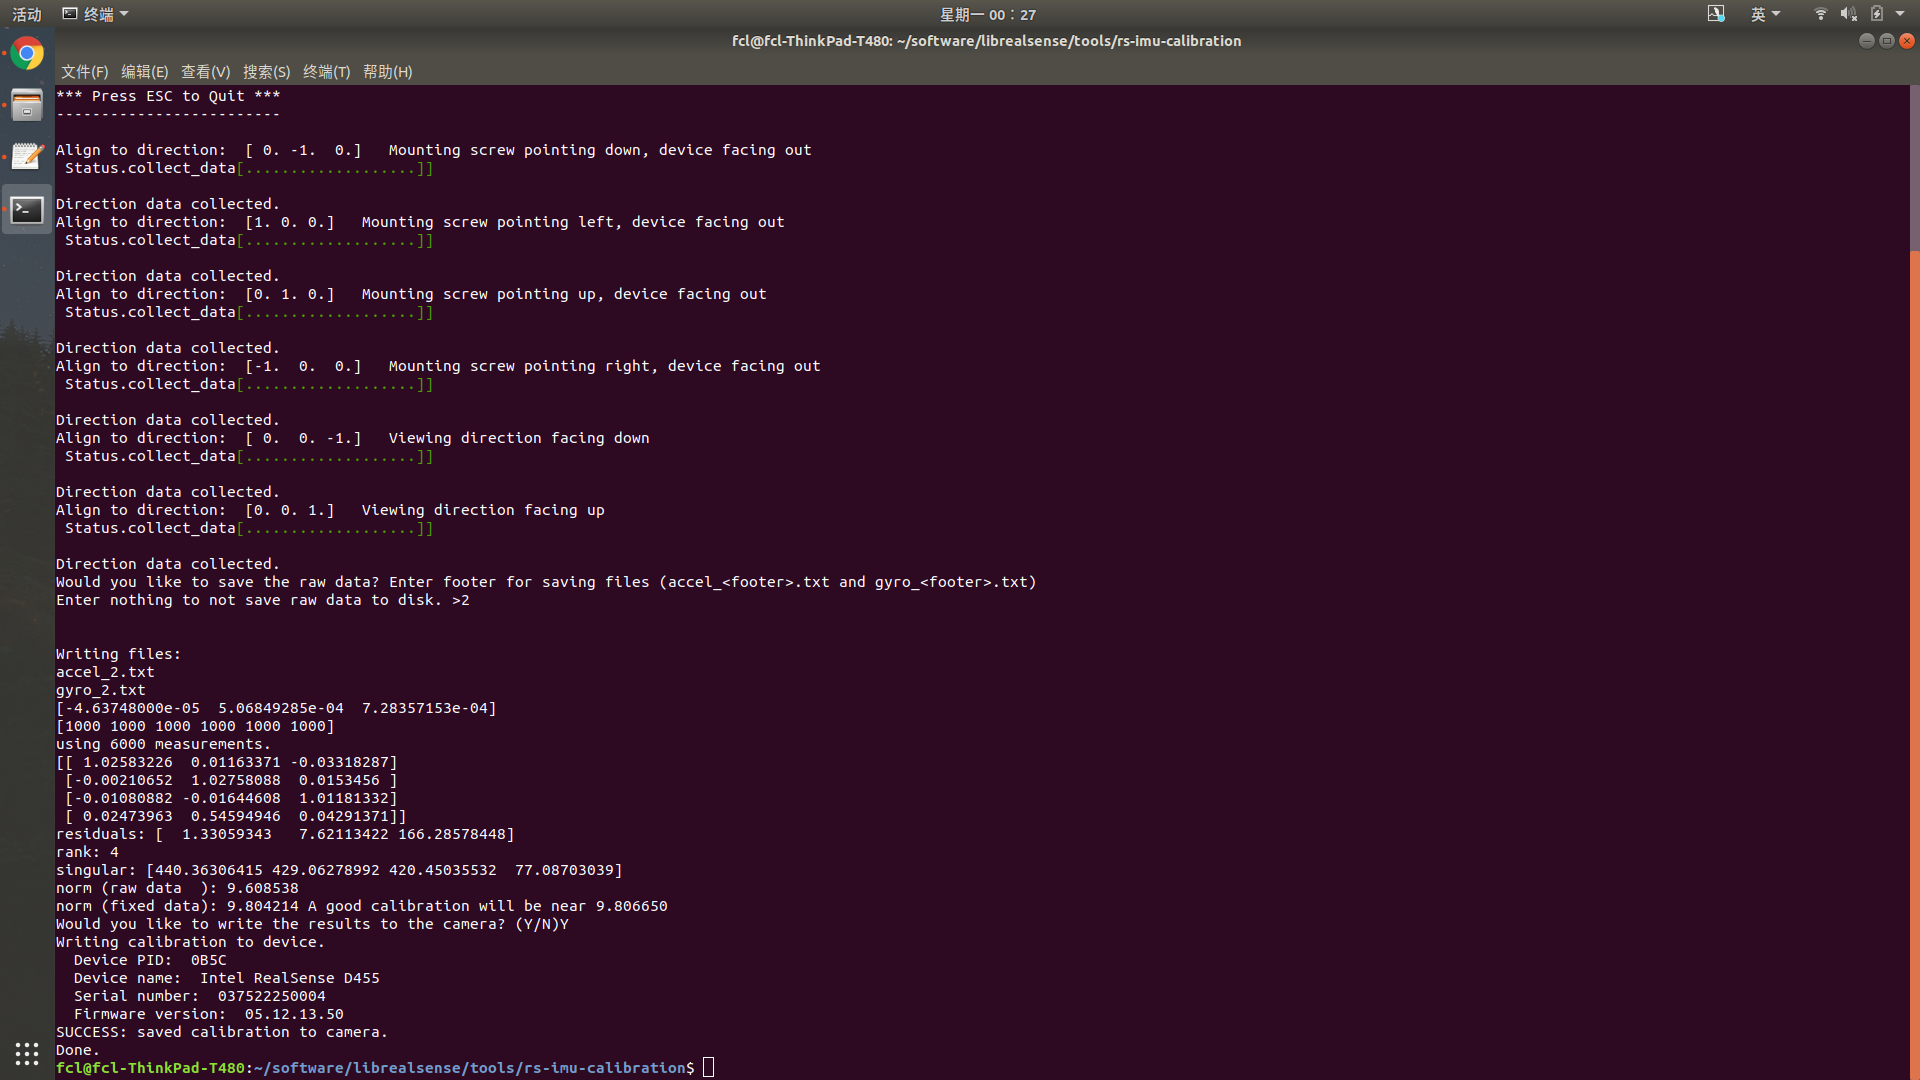 活动 终端 星期一 00：27 英
fcl@fcl-ThinkPad-T480: ~/software/librealsense/tools/rs-imu-calibration
文件(F) 编辑(E) 查看(V) 搜索(S) 终端(T) 帮助(H)
*** Press ESC to Quit ***
-------------------------
Align to direction:  [ 0. -1.  0.]   Mounting screw pointing down, device facing out
 Status.collect_data[...................]]
Direction data collected.
Align to direction:  [1. 0. 0.]   Mounting screw pointing left, device facing out
 Status.collect_data[...................]]
Direction data collected.
Align to direction:  [0. 1. 0.]   Mounting screw pointing up, device facing out
 Status.collect_data[...................]]
Direction data collected.
Align to direction:  [-1.  0.  0.]   Mounting screw pointing right, device facing out
 Status.collect_data[...................]]
Direction data collected.
Align to direction:  [ 0.  0. -1.]   Viewing direction facing down
 Status.collect_data[...................]]
Direction data collected.
Align to direction:  [0. 0. 1.]   Viewing direction facing up
 Status.collect_data[...................]]
Direction data collected.
Would you like to save the raw data? Enter footer for saving files (accel_<footer>.txt and gyro_<footer>.txt)
Enter nothing to not save raw data to disk. >2
Writing files:
accel_2.txt
gyro_2.txt
[-4.63748000e-05  5.06849285e-04  7.28357153e-04]
[1000 1000 1000 1000 1000 1000]
using 6000 measurements.
[[ 1.02583226  0.01163371 -0.03318287]
 [-0.00210652  1.02758088  0.0153456 ]
 [-0.01080882 -0.01644608  1.01181332]
 [ 0.02473963  0.54594946  0.04291371]]
residuals: [  1.33059343   7.62113422 166.28578448]
rank: 4
singular: [440.36306415 429.06278992 420.45035532  77.08703039]
norm (raw data  ): 9.608538
norm (fixed data): 9.804214 A good calibration will be near 9.806650
Would you like to write the results to the camera? (Y/N)Y
Writing calibration to device.
  Device PID:  0B5C
  Device name:  Intel RealSense D455
  Serial number:  037522250004
  Firmware version:  05.12.13.50
SUCCESS: saved calibration to camera.
Done.
fcl@fcl-ThinkPad-T480:~/software/librealsense/tools/rs-imu-calibration$